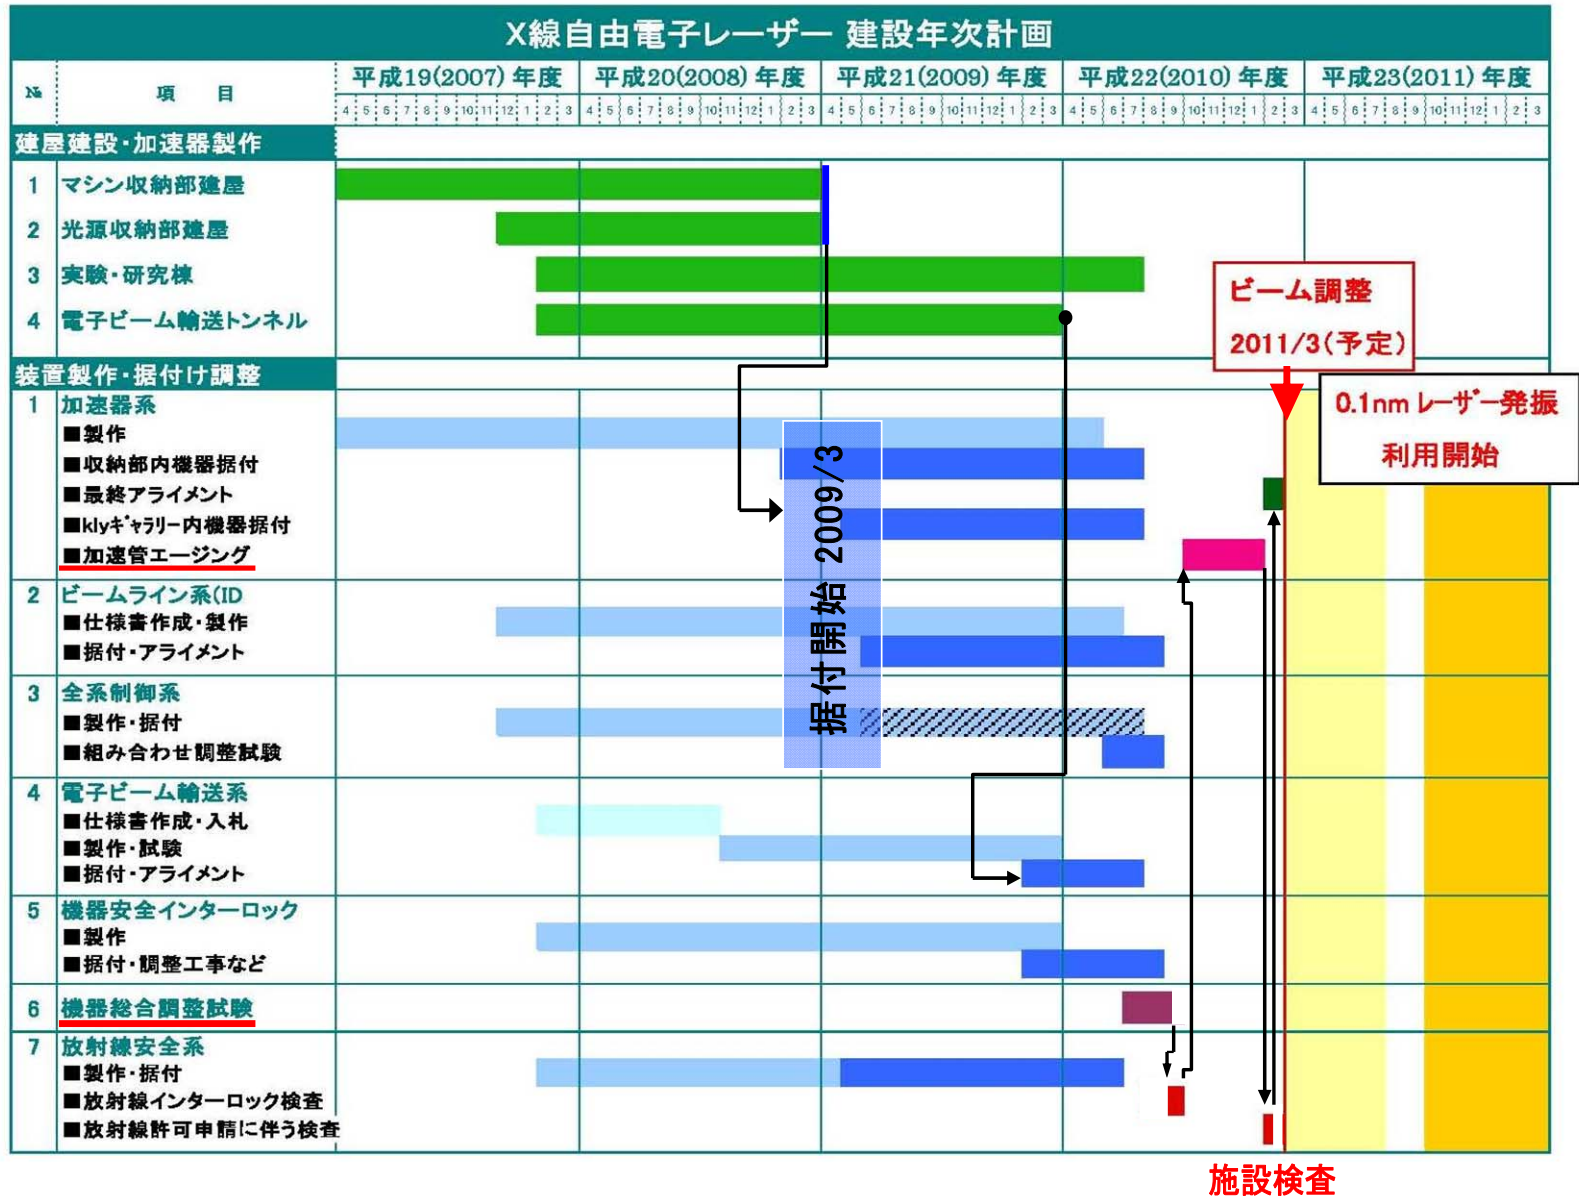 X線自由電子レーザー 建設年次計画
№ 項 目 平成19(2007) 年度 平成20(2008) 年度 平成21(2009) 年度 平成22(2010) 年度 平成23(2011) 年度
4 5 6 7 8 9 10 11 12 1 2 3 4 5 6 7 8 9 10 11 12 1 2 3 4 5 6 7 8 9 10 11 12 1 2 3 4 5 6 7 8 9 10 11 12 1 2 3 4 5 6 7 8 9 10 11 12 1 2 3
建屋建設・加速器製作
1 マシン収納部建屋
2 光源収納部建屋
3 実験・研究棟
4 電子ビーム輸送トンネル
ビーム調整
2011/3(予定)
装置製作・据付け調整
1 加速器系
■製作
■収納部内機器据付
■最終アライメント
■klyギャラリー内機器据付
■加速管エージング
0.1nm レーザー発振
利用開始
据付開始 2009/3
2 ビームライン系(ID
■仕様書作成・製作
■据付・アライメント
3 全系制御系
■製作・据付
■組み合わせ調整試験
4 電子ビーム輸送系
■仕様書作成・入札
■製作・試験
■据付・アライメント
5 機器安全インターロック
■製作
■据付・調整工事など
6 機器総合調整試験
7 放射線安全系
■製作・据付
■放射線インターロック検査
■放射線許可申請に伴う検査
施設検査